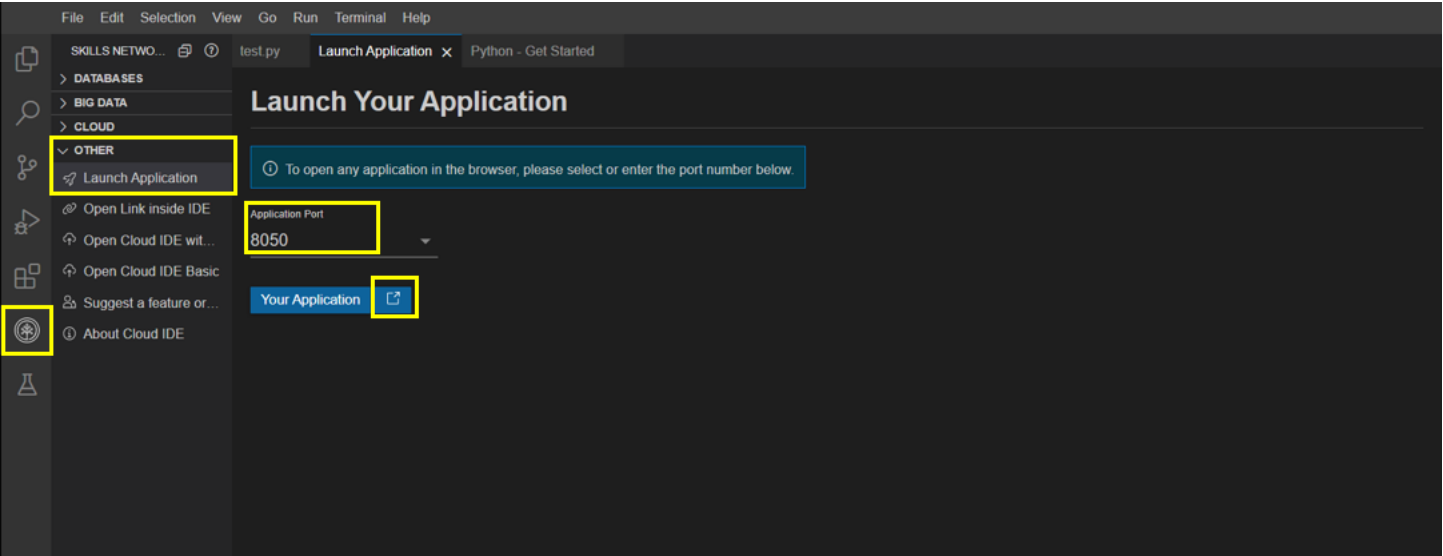 File Edit Selection View Go Run Terminal Help
SKILLS NETWO...
test.py Launch Application Python - Get Started
DATABASES
BIG DATA
CLOUD
OTHER
Launch Application
Open Link inside IDE
Open Cloud IDE wit...
Open Cloud IDE Basic
Suggest a feature or...
About Cloud IDE
Launch Your Application
To open any application in the browser, please select or enter the port number below.
Application Port
8050
Your Application